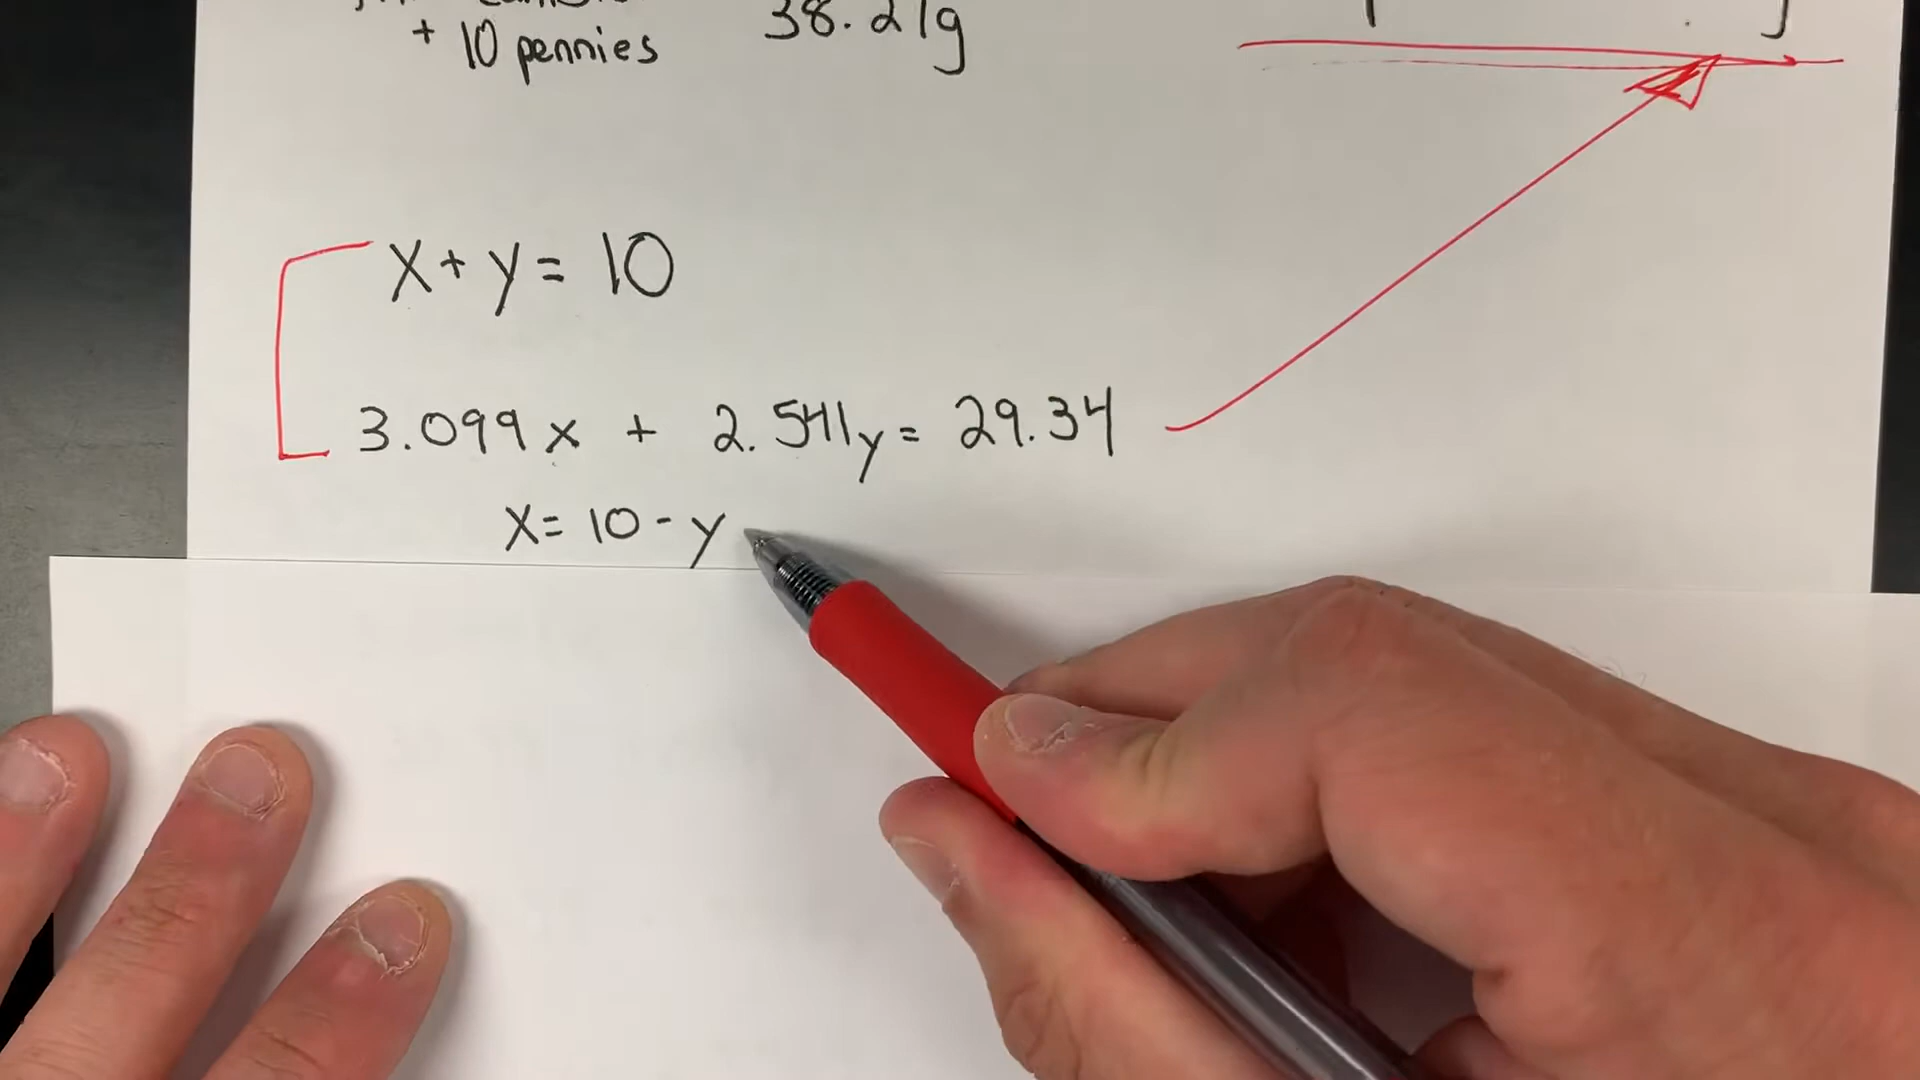 + 10 pennies 38.21g
x + y = 10
3.099x + 2.541y = 29.34
x = 10 - y